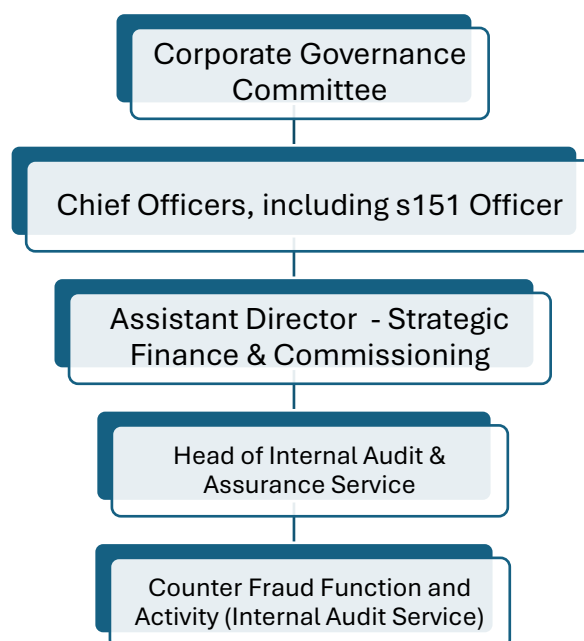 Corporate Governance
Committee
Chief Officers, including s151 Officer
Assistant Director  - Strategic
Finance & Commissioning
Head of Internal Audit &
Assurance Service
Counter Fraud Function and
Activity (Internal Audit Service)